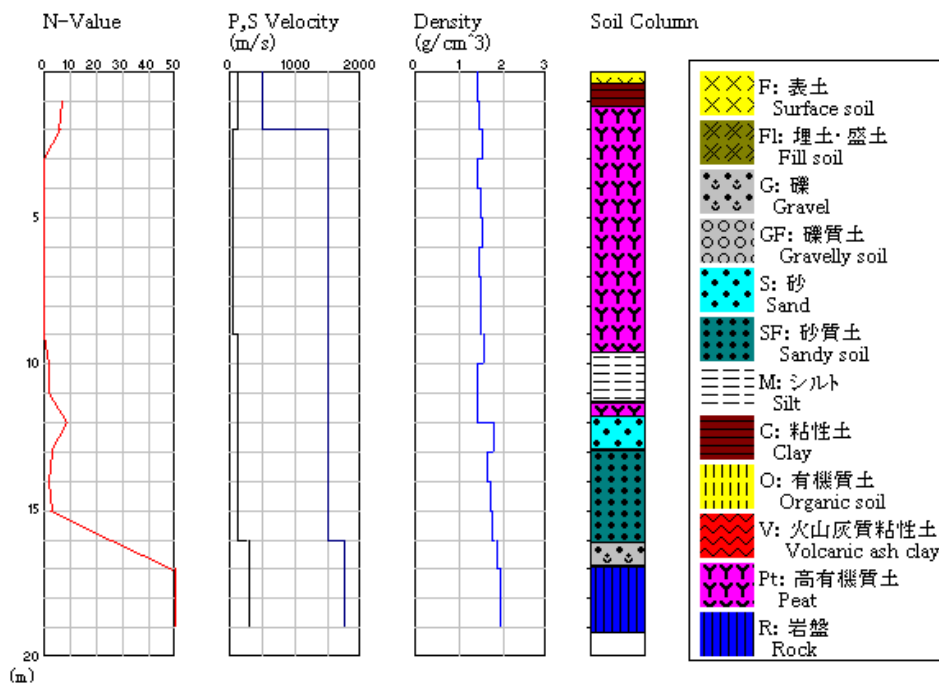 N-Value
P,S Velocity
(m/s)
Density
(g/cm^3)
Soil Column
0 10 20 30 40 50
0 1000 2000
0 1 2 3
5
10
15
20
(m)
F: 表土
Surface soil
Fl: 埋土・盛土
Fill soil
G: 礫
Gravel
GF: 礫質土
Gravelly soil
S: 砂
Sand
SF: 砂質土
Sandy soil
M: シルト
Silt
C: 粘性土
Clay
O: 有機質土
Organic soil
V: 火山灰質粘性土
Volcanic ash clay
Pt: 高有機質土
Peat
R: 岩盤
Rock